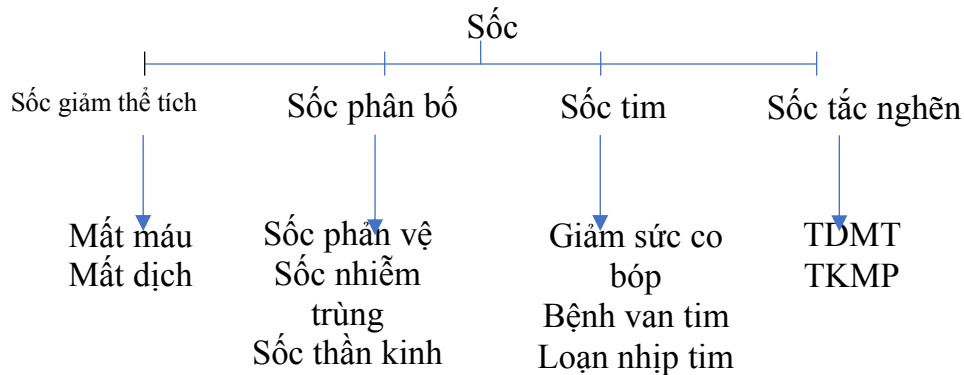 Sốc
Sốc giảm thể tích
Sốc phân bố
Sốc tim
Sốc tắc nghẽn
Mất máu
Mất dịch
Sốc phản vệ
Sốc nhiễm
trùng
Sốc thần kinh
Giảm sức co
bóp
Bệnh van tim
Loạn nhịp tim
TDMT
TKMP